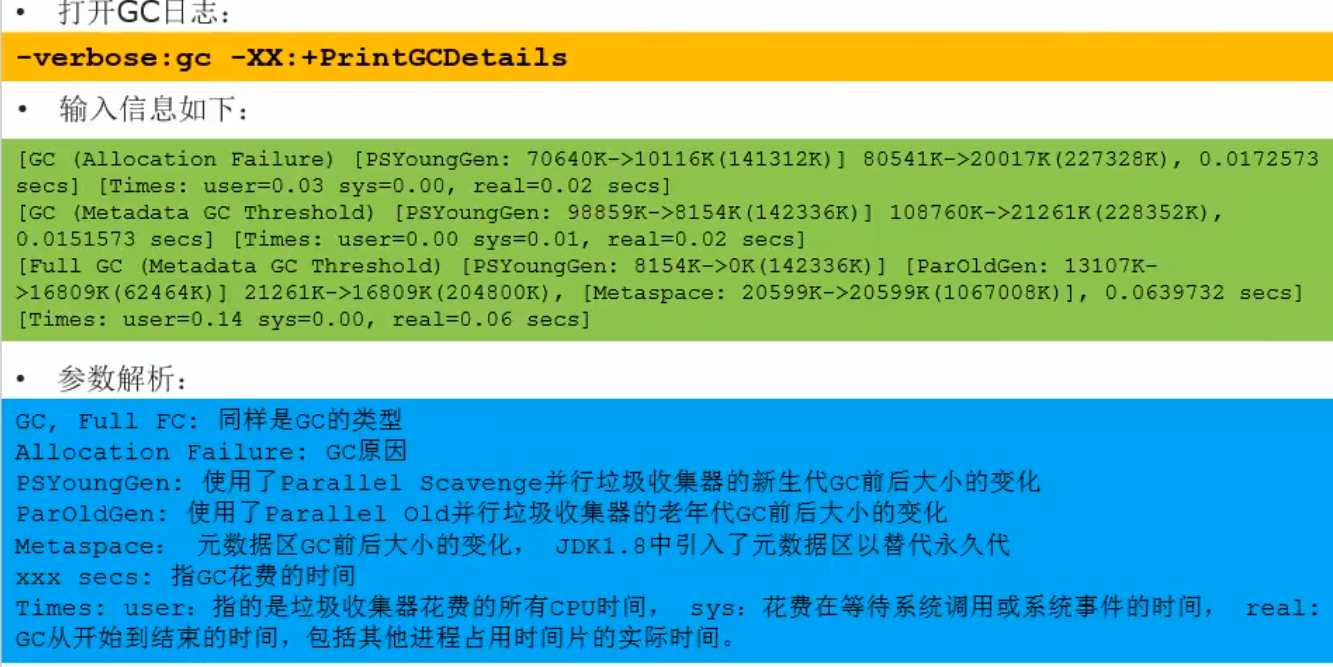 • 打开GC日志：
-verbose:gc -XX:+PrintGCDetails
• 输入信息如下：
[GC (Allocation Failure) [PSYoungGen: 70640K->10116K(141312K)] 80541K->20017K(227328K), 0.0172573
secs] [Times: user=0.03 sys=0.00, real=0.02 secs]
[GC (Metadata GC Threshold) [PSYoungGen: 98859K->8154K(142336K)] 108760K->21261K(228352K),
0.0151573 secs] [Times: user=0.00 sys=0.01, real=0.02 secs]
[Full GC (Metadata GC Threshold) [PSYoungGen: 8154K->0K(142336K)] [ParOldGen: 13107K-
>16809K(62464K)] 21261K->16809K(204800K), [Metaspace: 20599K->20599K(1067008K)], 0.0639732 secs]
[Times: user=0.14 sys=0.00, real=0.06 secs]
• 参数解析：
GC, Full FC: 同样是GC的类型
Allocation Failure: GC原因
PSYoungGen: 使用了Parallel Scavenge并行垃圾收集器的新生代GC前后大小的变化
ParOldGen: 使用了Parallel Old并行垃圾收集器的老年代GC前后大小的变化
Metaspace： 元数据区GC前后大小的变化， JDK1.8中引入了元数据区以替代永久代
xxx secs: 指GC花费的时间
Times: user：指的是垃圾收集器花费的所有CPU时间， sys：花费在等待系统调用或系统事件的时间， real:
GC从开始到结束的时间，包括其他进程占用时间片的实际时间。